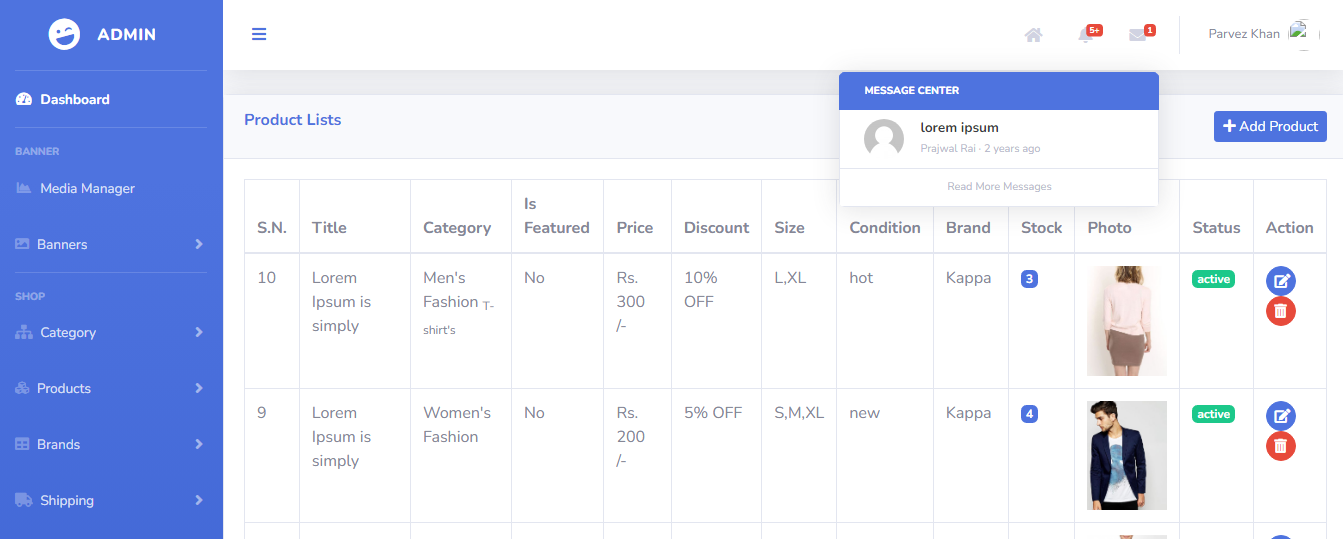 ADMIN
5+
1
Parvez Khan
Dashboard
MESSAGE CENTER
lorem ipsum
Prajwal Rai · 2 years ago
Read More Messages
Product Lists
Add Product
BANNER
Media Manager
Banners
SHOP
Category
Products
Brands
Shipping
S.N. Title Category Is Featured Price Discount Size Condition Brand Stock Photo Status Action
10 Lorem Men's No Rs. 10% L,XL hot Kappa 3 active
Ipsum is Fashion T- 300 OFF
simply shirt's /-
9 Lorem Women's No Rs. 5% OFF S,M,XL new Kappa 4 active
Ipsum is Fashion 200
simply /-